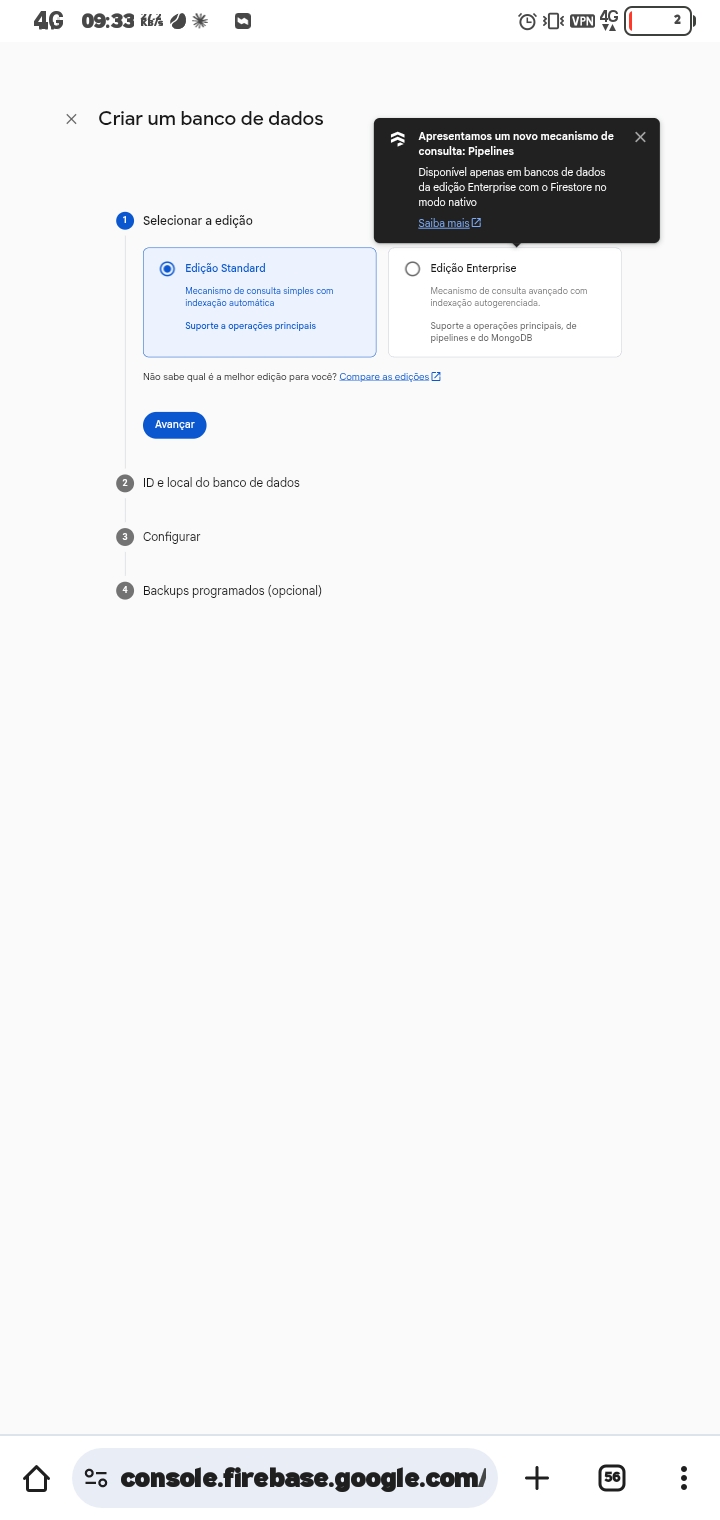 4G 09:33 KB/s VPN 4G 2
Criar um banco de dados
Apresentamos um novo mecanismo de
consulta: Pipelines
Disponível apenas em bancos de dados
da edição Enterprise com o Firestore no
modo nativo
Saiba mais
1 Selecionar a edição
Edição Standard
Mecanismo de consulta simples com
indexação automática
Suporte a operações principais
Edição Enterprise
Mecanismo de consulta avançado com
indexação autogerenciada.
Suporte a operações principais, de
pipelines e do MongoDB
Não sabe qual é a melhor edição para você? Compare as edições
Avançar
2 ID e local do banco de dados
3 Configurar
4 Backups programados (opcional)
console.firebase.google.com/ 56